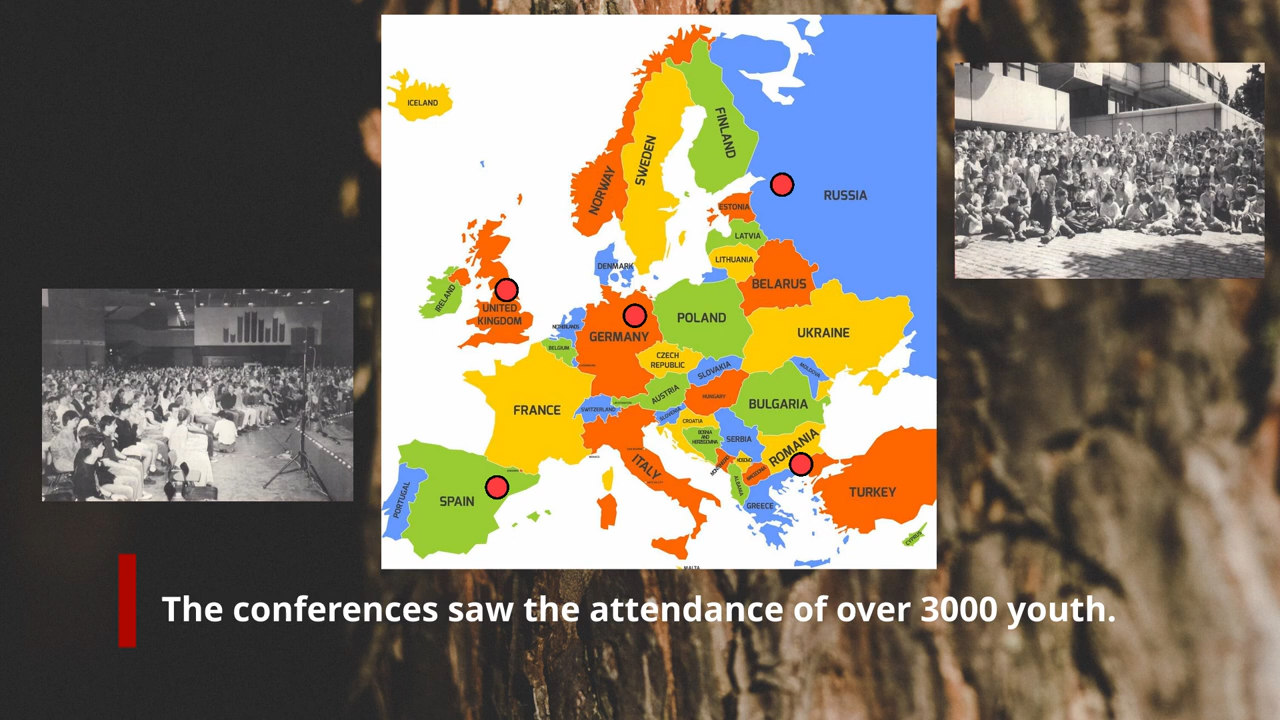 ICELAND
FINLAND
SWEDEN
NORWAY
RUSSIA
ESTONIA
LATVIA
LITHUANIA
DENMARK
BELARUS
IRELAND
UNITED
KINGDOM
NETHERLANDS
POLAND
GERMANY
UKRAINE
BELGIUM
CZECH
REPUBLIC
SLOVAKIA
MOLDOVA
AUSTRIA
HUNGARY
FRANCE
SWITZERLAND
SLOVENIA
BULGARIA
CROATIA
BOSNIA
AND
HERZEGOVINA
SERBIA
ROMANIA
ITALY
KOSOVO
ALBANIA
GREECE
TURKEY
SPAIN
PORTUGAL
CYPRUS
MALTA
The conferences saw the attendance of over 3000 youth.